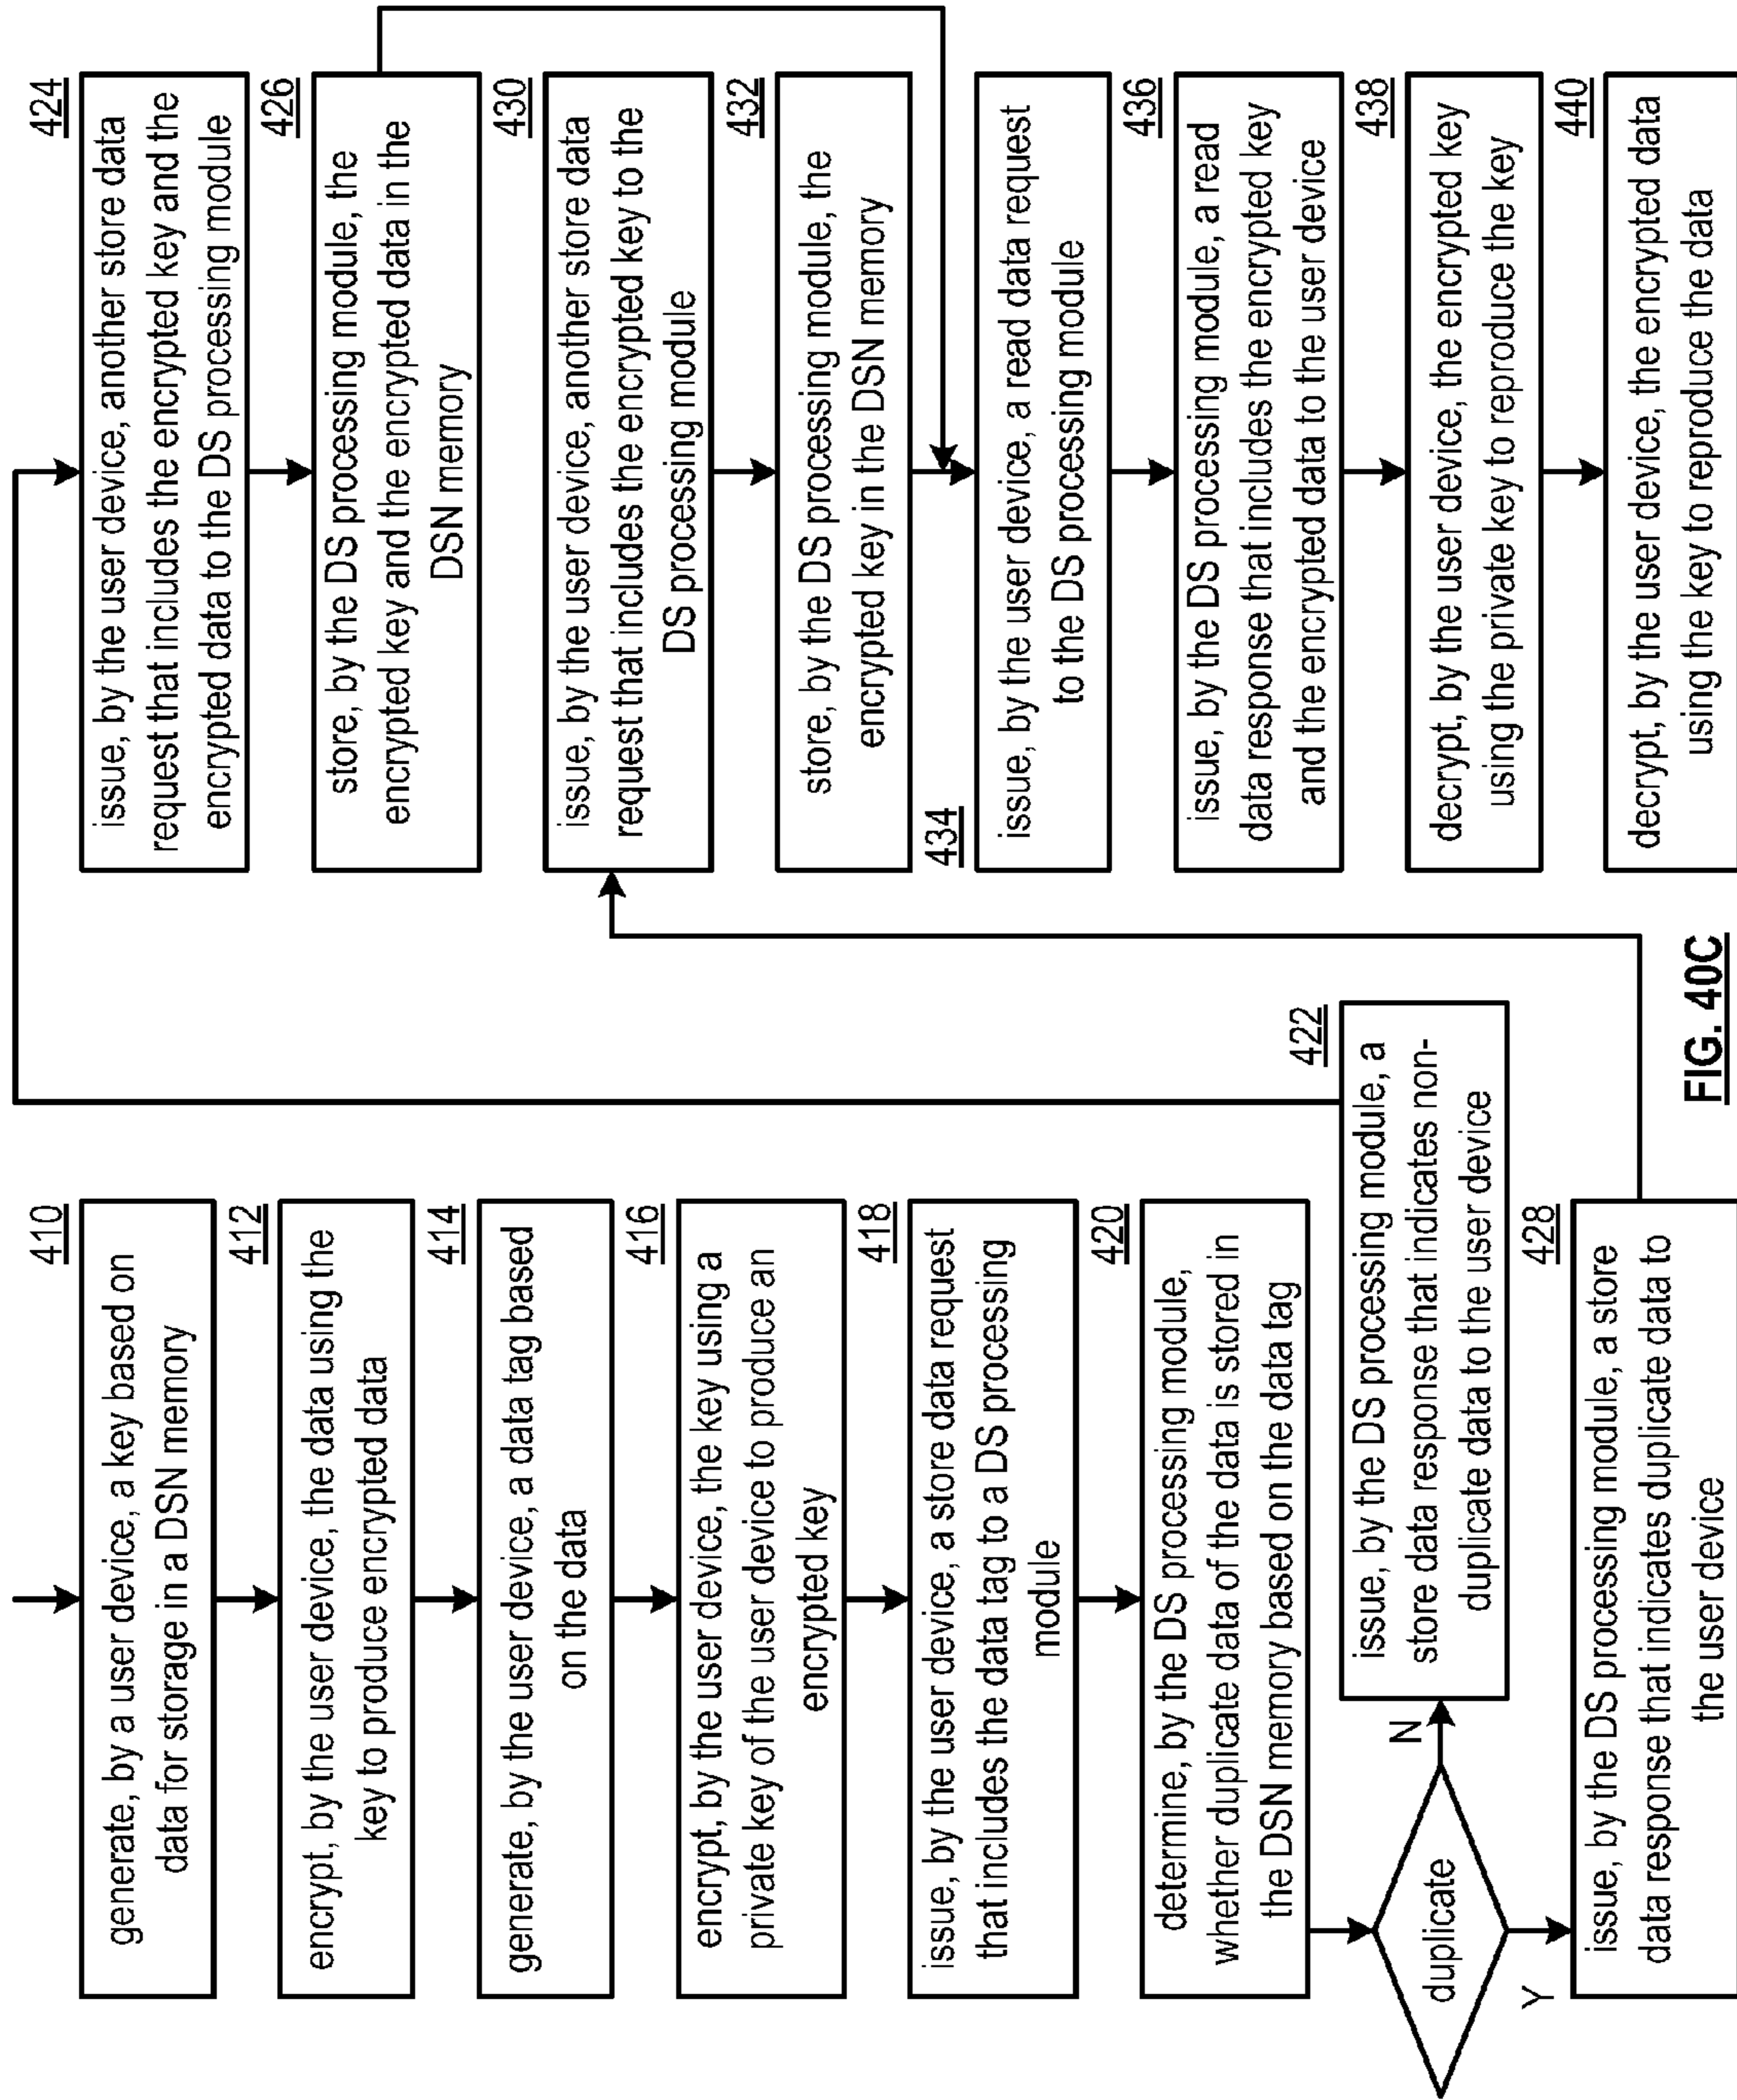 410
generate, by a user device, a key based on
data for storage in a DSN memory
412
encrypt, by the user device, the data using the
key to produce encrypted data
414
generate, by the user device, a data tag based
on the data
416
encrypt, by the user device, the key using a
private key of the user device to produce an
encrypted key
418
issue, by the user device, a store data request
that includes the data tag to a DS processing
module
420
determine, by the DS processing module,
whether duplicate data of the data is stored in
the DSN memory based on the data tag
duplicate
N
Y
422
issue, by the DS processing module, a
store data response that indicates non-
duplicate data to the user device
428
issue, by the DS processing module, a store
data response that indicates duplicate data to
the user device
424
issue, by the user device, another store data
request that includes the encrypted key and the
encrypted data to the DS processing module
426
store, by the DS processing module, the
encrypted key and the encrypted data in the
DSN memory
430
issue, by the user device, another store data
request that includes the encrypted key to the
DS processing module
432
store, by the DS processing module, the
encrypted key in the DSN memory
434
issue, by the user device, a read data request
to the DS processing module
436
issue, by the DS processing module, a read
data response that includes the encrypted key
and the encrypted data to the user device
438
decrypt, by the user device, the encrypted key
using the private key to reproduce the key
440
decrypt, by the user device, the encrypted data
using the key to reproduce the data
FIG. 40C